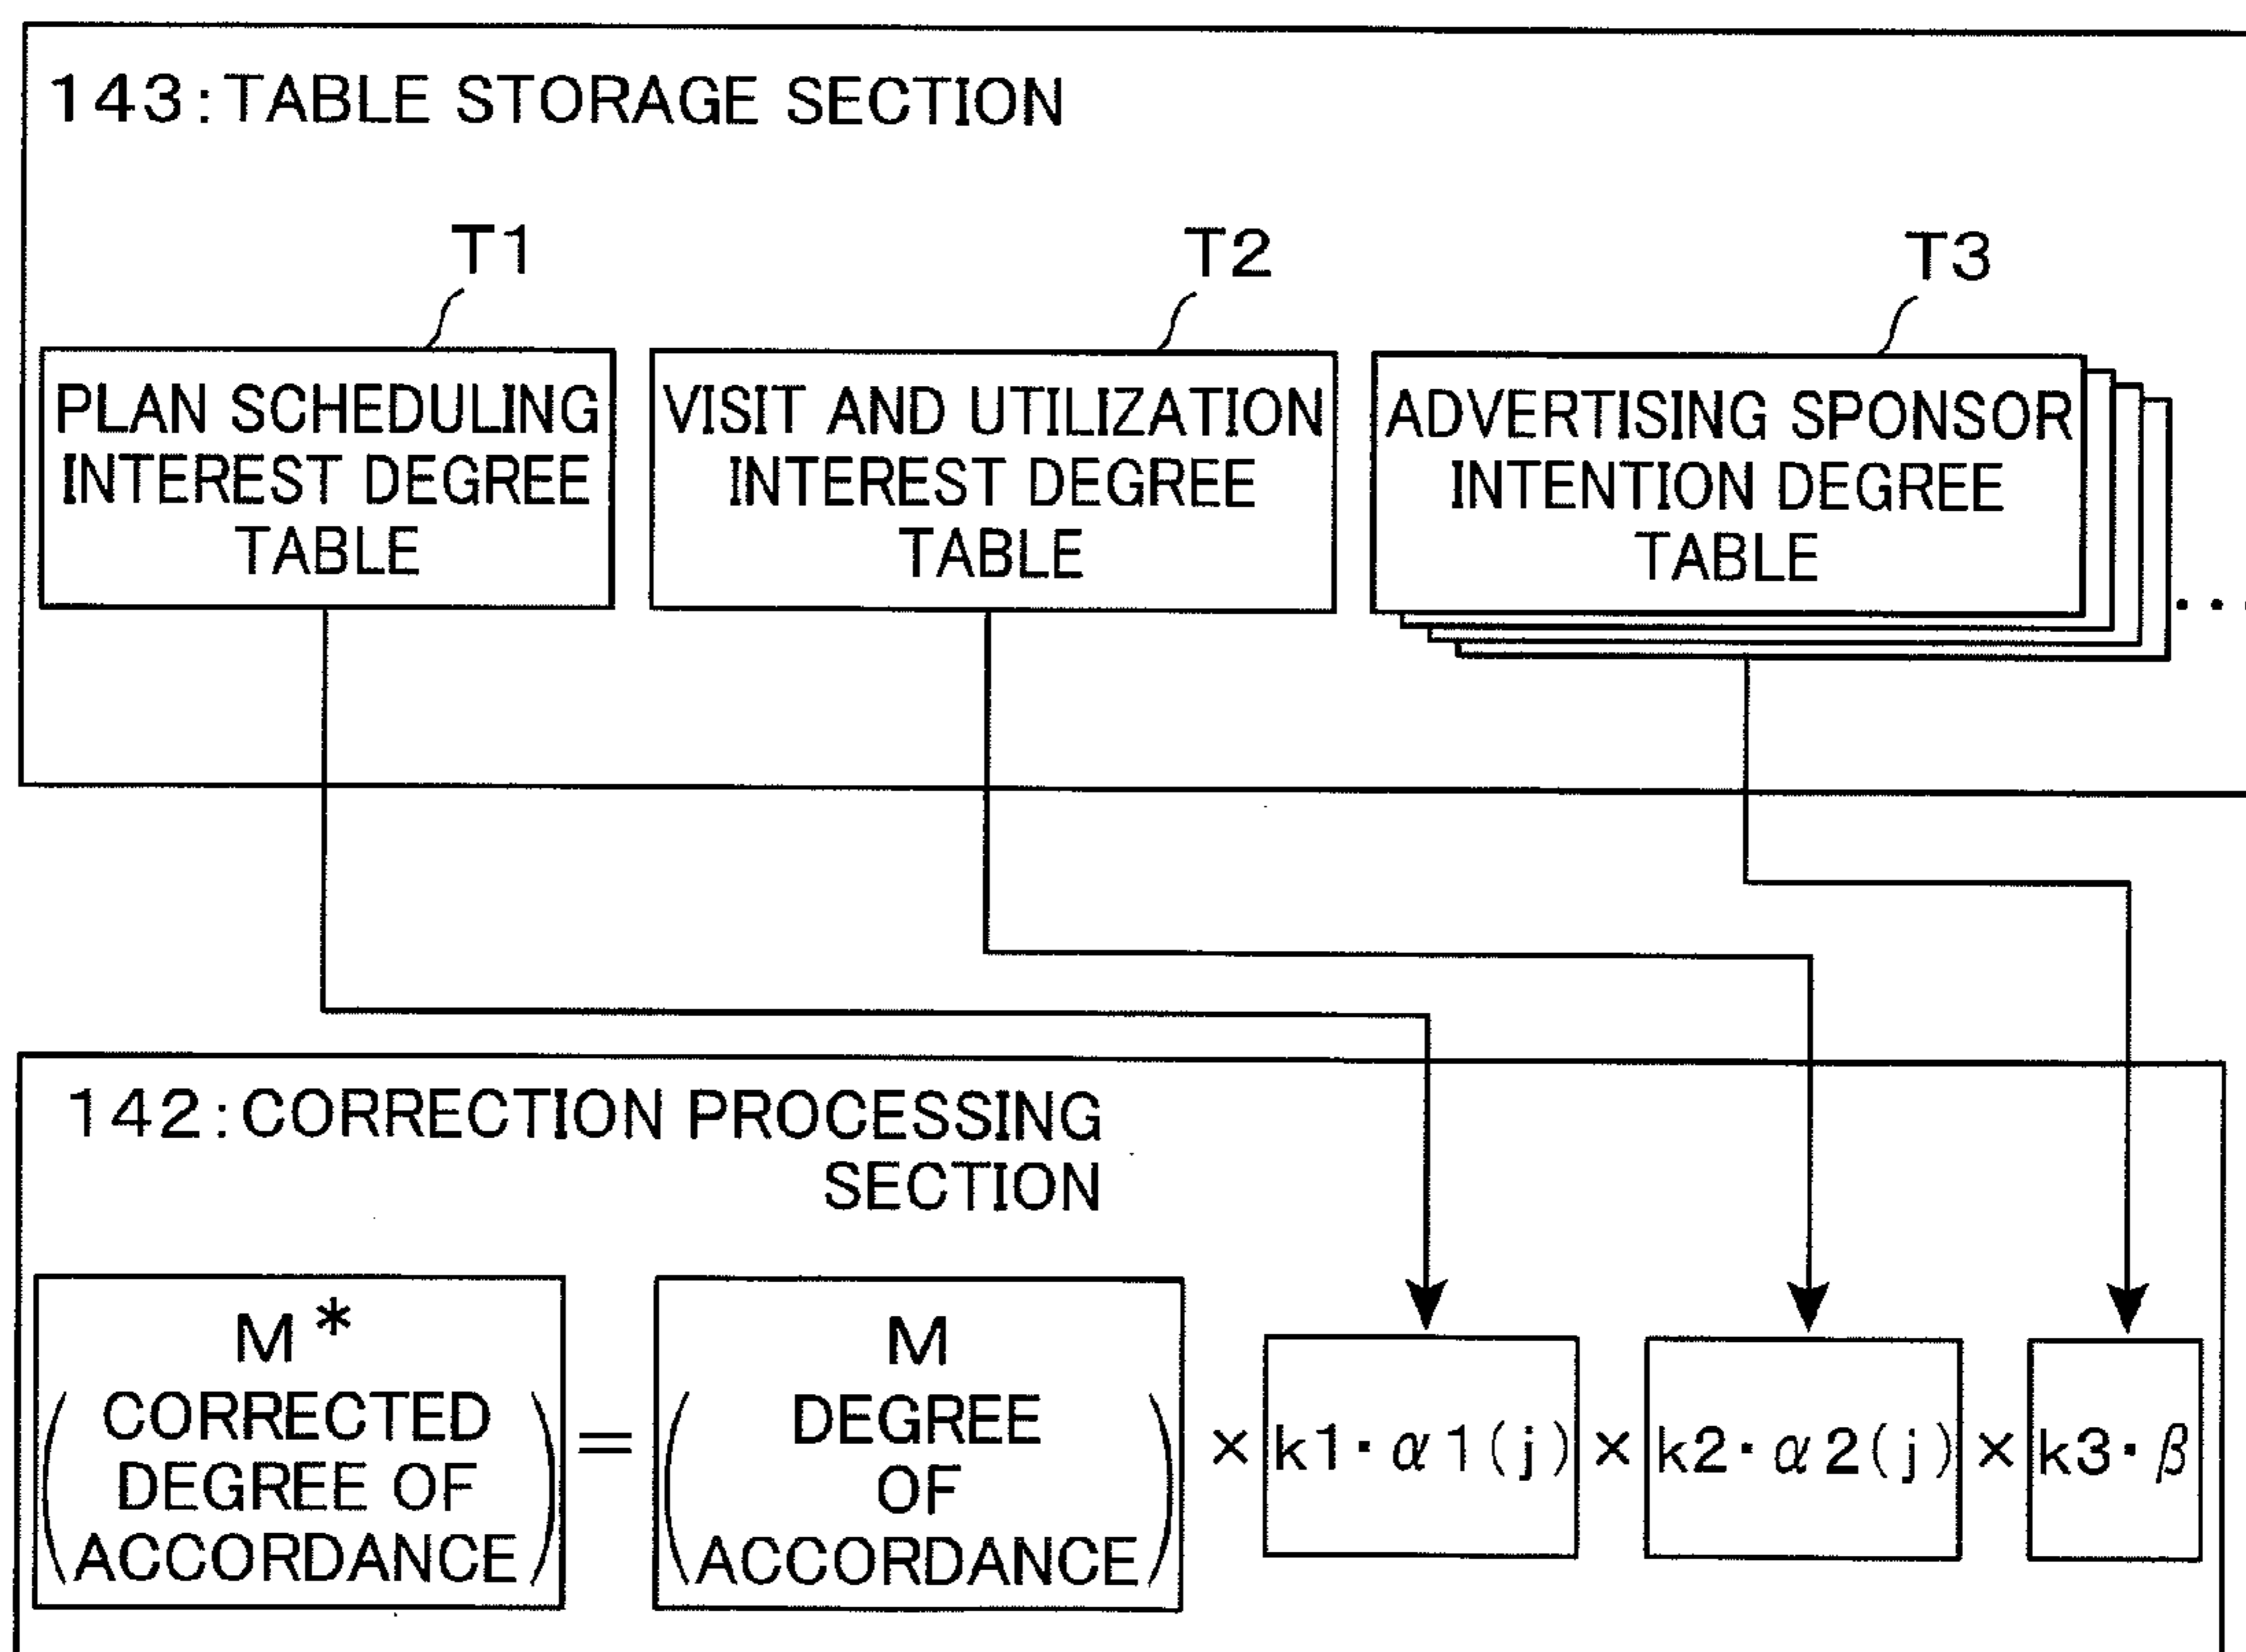 143:TABLE STORAGE SECTION
T1
T2
T3
PLAN SCHEDULING
INTEREST DEGREE
TABLE
VISIT AND UTILIZATION
INTEREST DEGREE
TABLE
ADVERTISING SPONSOR
INTENTION DEGREE
TABLE
...
142:CORRECTION PROCESSING
SECTION
M*
(CORRECTED
DEGREE OF
ACCORDANCE)
=
M
(DEGREE
OF
ACCORDANCE)
× k1·α1(j) × k2·α2(j) × k3·β